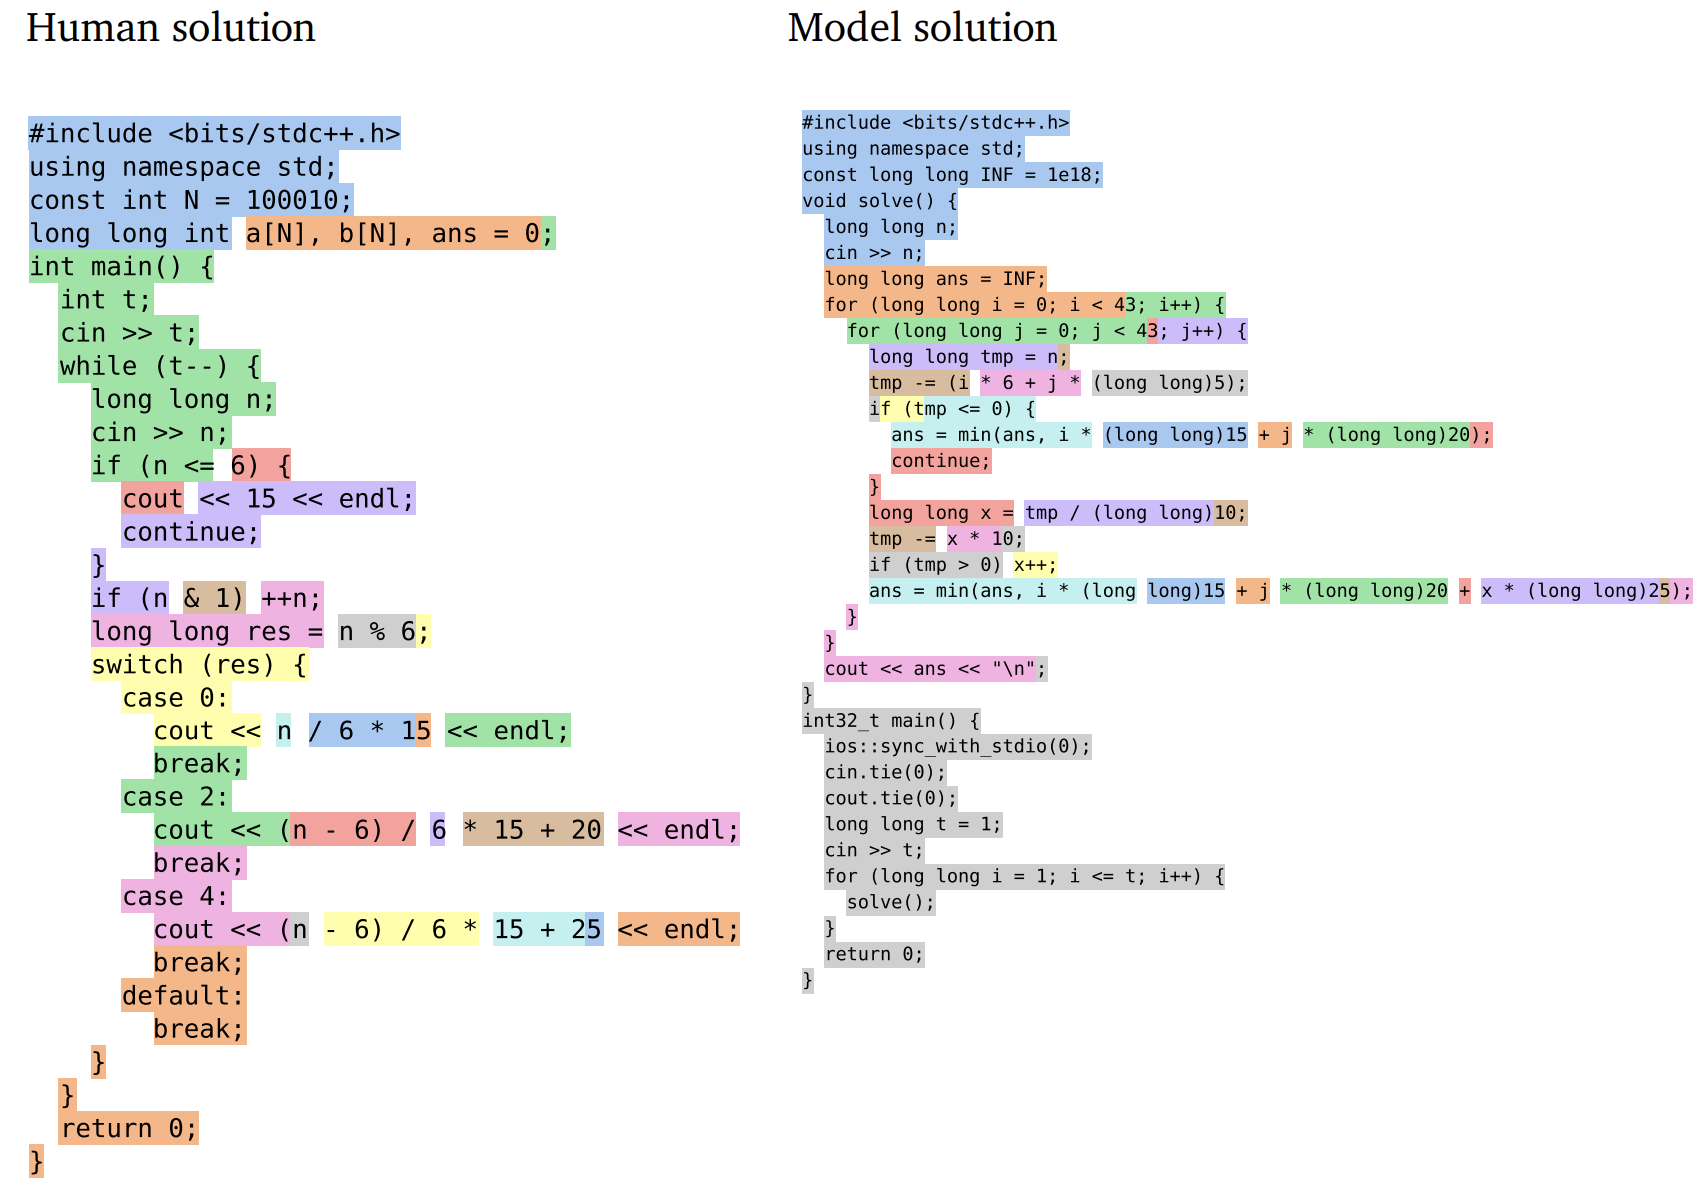 Human solution
#include <bits/stdc++.h>
using namespace std;
const int N = 100010;
long long int a[N], b[N], ans = 0;
int main() {
  int t;
  cin >> t;
  while (t--) {
    long long n;
    cin >> n;
    if (n <= 6) {
      cout << 15 << endl;
      continue;
    }
    if (n & 1) ++n;
    long long res = n % 6;
    switch (res) {
      case 0:
        cout << n / 6 * 15 << endl;
        break;
      case 2:
        cout << (n - 6) / 6 * 15 + 20 << endl;
        break;
      case 4:
        cout << (n - 6) / 6 * 15 + 25 << endl;
        break;
      default:
        break;
    }
  }
  return 0;
}
Model solution
#include <bits/stdc++.h>
using namespace std;
const long long INF = 1e18;
void solve() {
  long long n;
  cin >> n;
  long long ans = INF;
  for (long long i = 0; i < 43; i++) {
    for (long long j = 0; j < 43; j++) {
      long long tmp = n;
      tmp -= (i * 6 + j * (long long)5);
      if (tmp <= 0) {
        ans = min(ans, i * (long long)15 + j * (long long)20);
        continue;
      }
      long long x = tmp / (long long)10;
      tmp -= x * 10;
      if (tmp > 0) x++;
      ans = min(ans, i * (long long)15 + j * (long long)20 + x * (long long)25);
    }
  }
  cout << ans << "\n";
}
int32_t main() {
  ios::sync_with_stdio(0);
  cin.tie(0);
  cout.tie(0);
  long long t = 1;
  cin >> t;
  for (long long i = 1; i <= t; i++) {
    solve();
  }
  return 0;
}